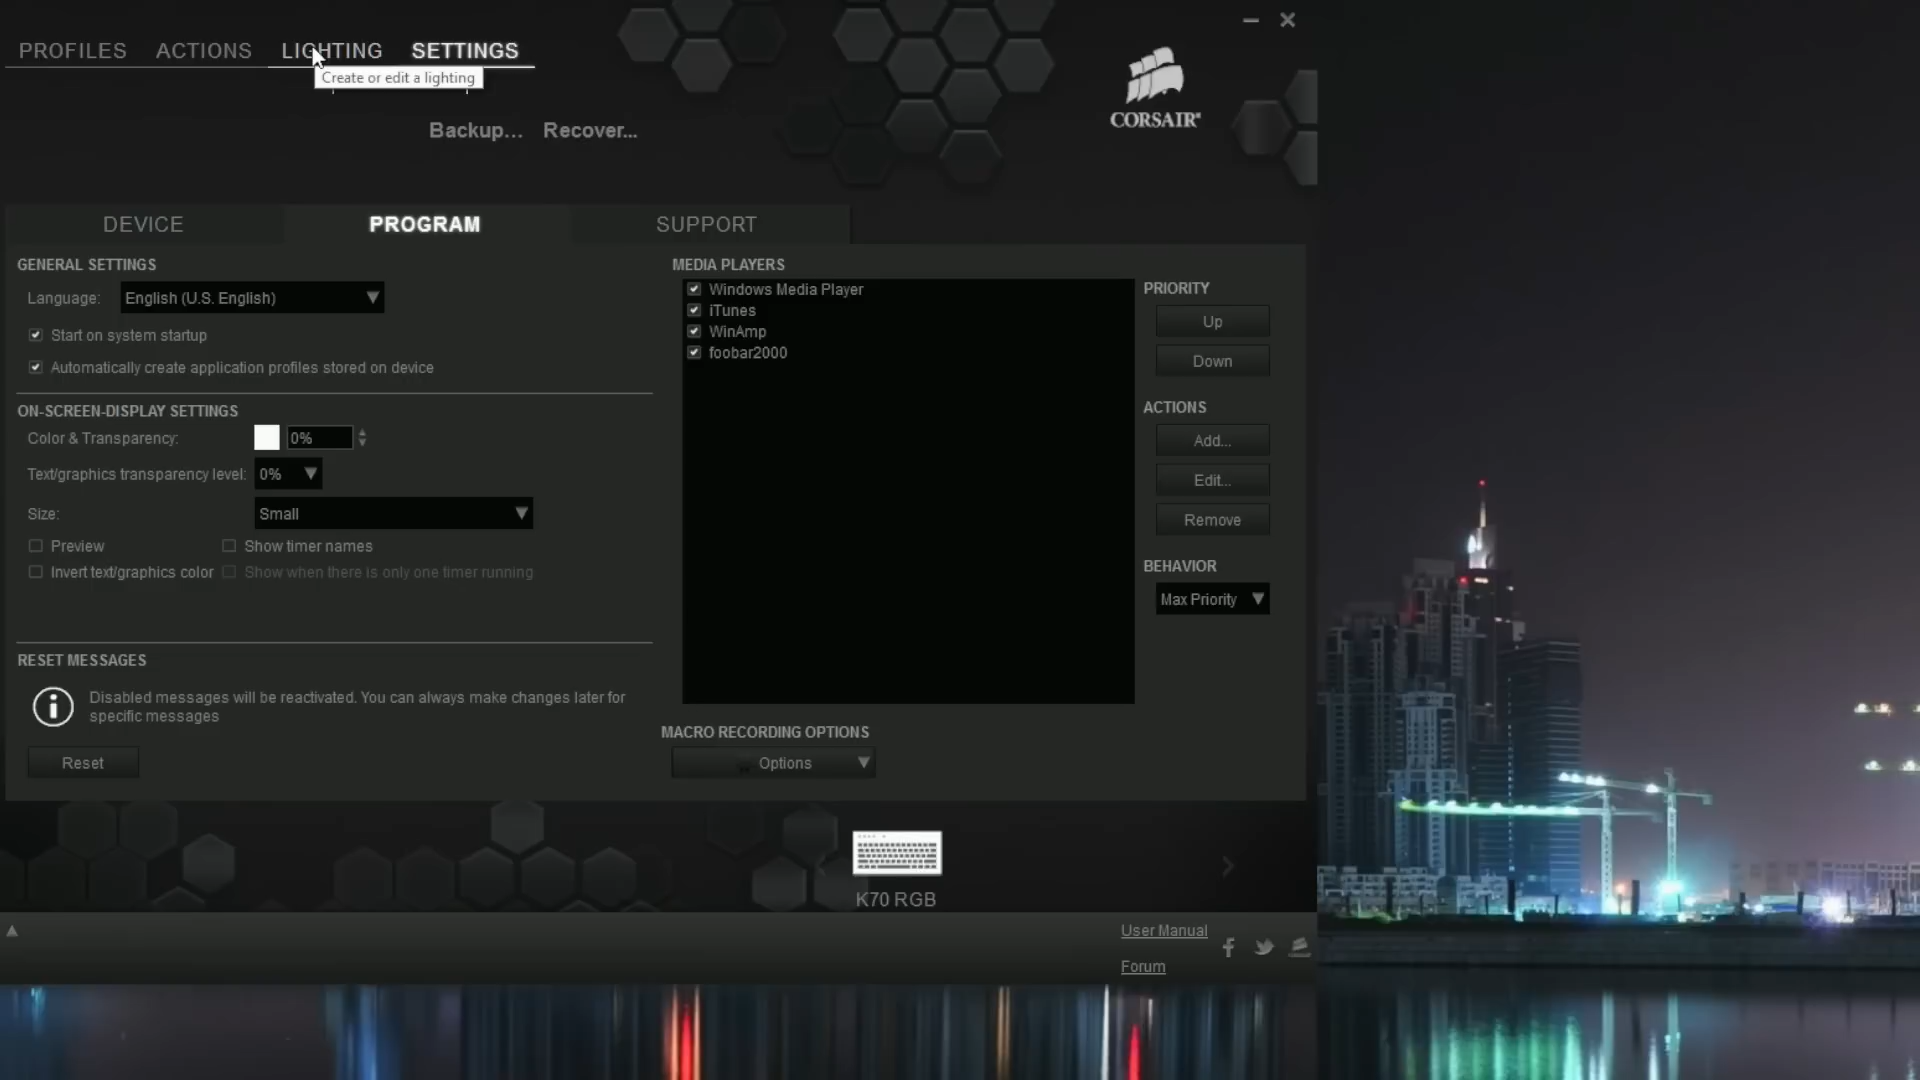 PROFILES ACTIONS LIGHTING SETTINGS
Create or edit a lighting
Backup... Recover...
CORSAIR
DEVICE PROGRAM SUPPORT
GENERAL SETTINGS
Language: English (U.S. English)
Start on system startup
Automatically create application profiles stored on device
ON-SCREEN-DISPLAY SETTINGS
Color & Transparency: 0%
Text/graphics transparency level: 0%
Size: Small
Preview Show timer names
Invert text/graphics color Show when there is only one timer running
RESET MESSAGES
Disabled messages will be reactivated. You can always make changes later for
specific messages
Reset
MEDIA PLAYERS
Windows Media Player
iTunes
WinAmp
foobar2000
PRIORITY
Up
Down
ACTIONS
Add...
Edit...
Remove
BEHAVIOR
Max Priority
MACRO RECORDING OPTIONS
Options
K70 RGB
User Manual
Forum